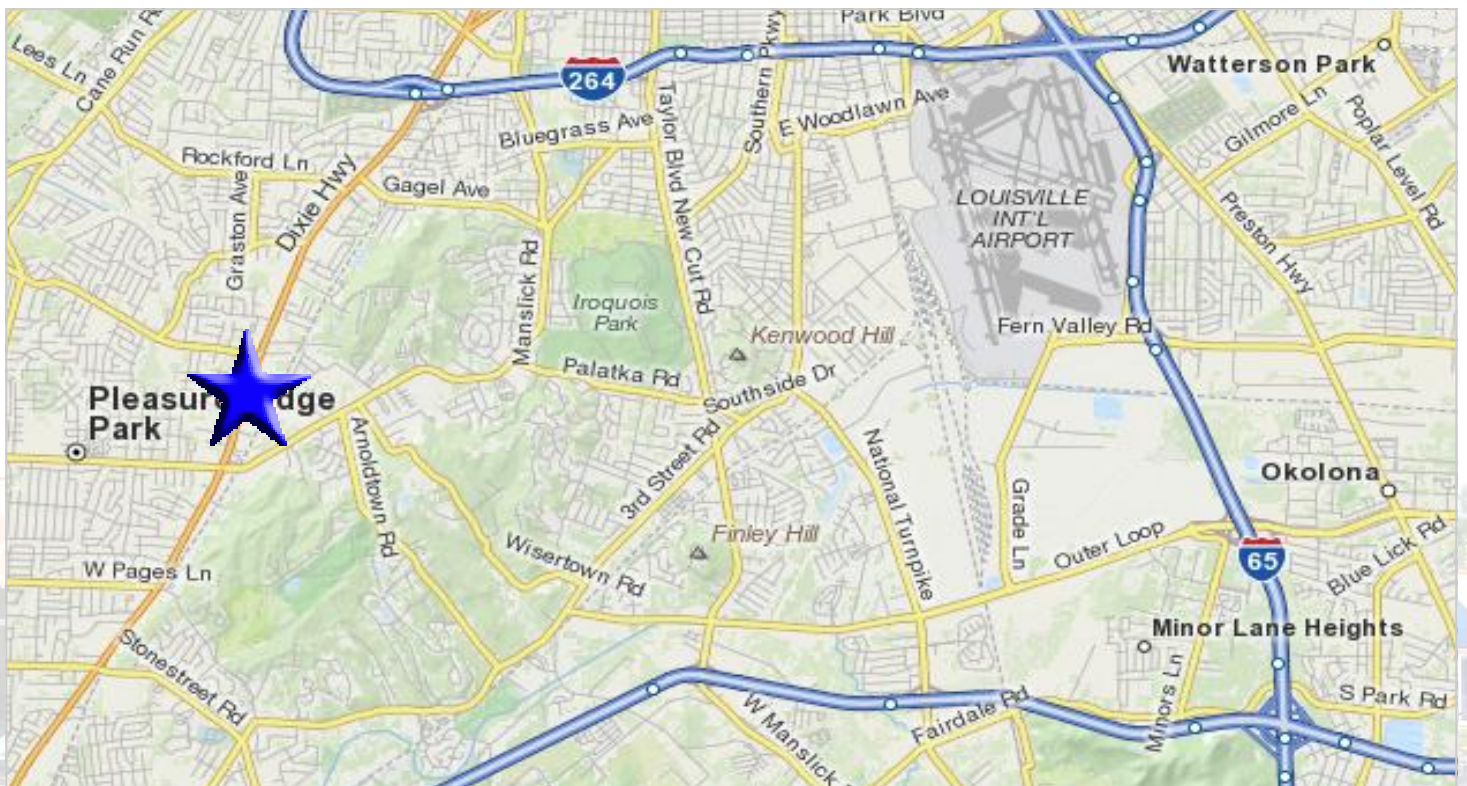 Park Blvd
Lees Ln
Cane Run R
264
Southern Pkwy
Watterson Park
Taylor Blvd New Cut Rd
Bluegrass Ave
E Woodlawn Ave
Gilmore Ln
Poplar Level Rd
Rockford Ln
Graston Ave
Dixie Hwy
Gagel Ave
LOUISVILLE
INT'L
AIRPORT
Preston Hwy
Manslick Rd
Iroquois
Park
Kenwood Hill
Fern Valley Rd
Palatka Rd
Southside Dr
Pleasur dge
Park
Arnoldtown Rd
3rd Street Rd
National Turnpike
Okolona
Grade Ln
Finley Hill
Outer Loop
65
Wisertown Rd
Blue Lick Rd
W Pages Ln
Minor Lane Heights
Stonestreet Rd
Minors Ln
S Park Rd
W Manslick
Fairdale Rd